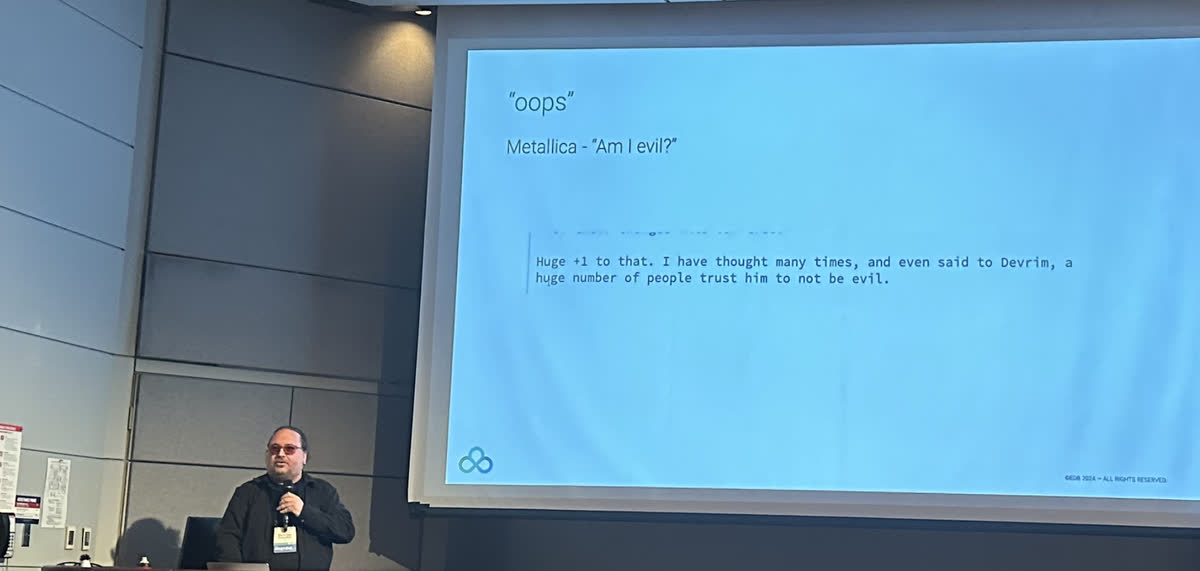 “oops”
Metallica - “Am I evil?”
Huge +1 to that. I have thought many times, and even said to Devrim, a
huge number of people trust him to not be evil.
©EDB 2024 — ALL RIGHTS RESERVED.